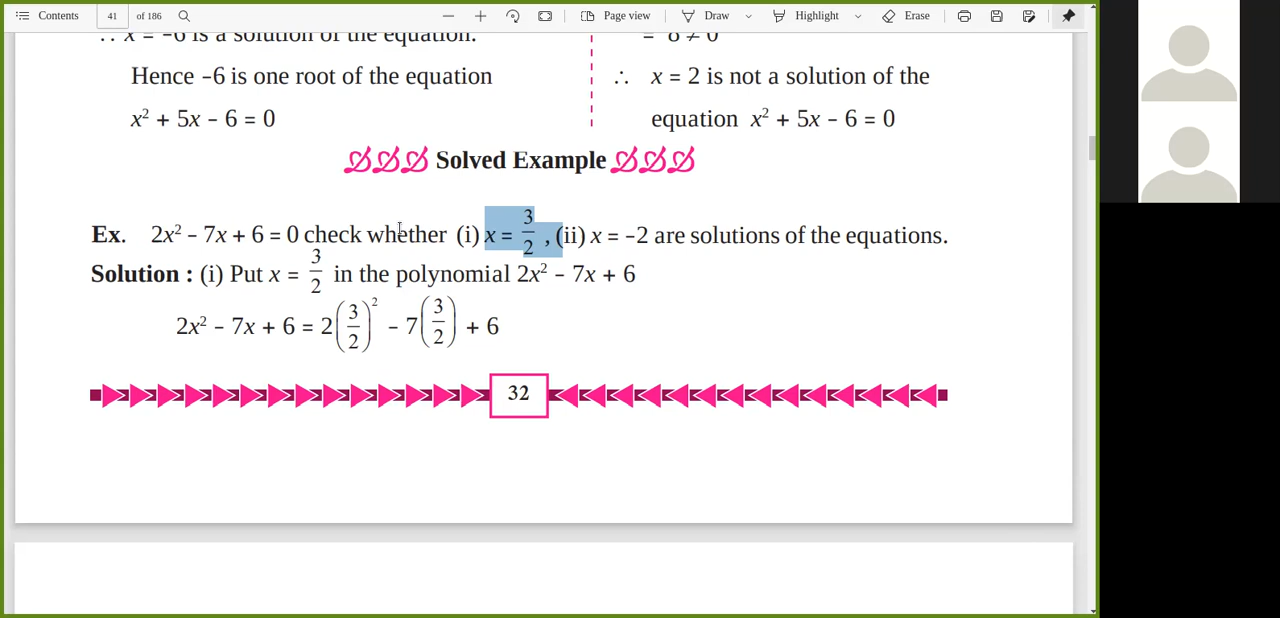 Contents 41 of 186 Page view Draw Highlight Erase
∴ x = −6 is a solution of the equation.
Hence −6 is one root of the equation
x² + 5x − 6 = 0
= 8 ≠ 0
∴ x = 2 is not a solution of the
equation x² + 5x − 6 = 0
Solved Example
Ex. 2x² − 7x + 6 = 0 check whether (i) x = 3/2 , (ii) x = −2 are solutions of the equations.
Solution : (i) Put x = 3/2 in the polynomial 2x² − 7x + 6
2x² − 7x + 6 = 2(3/2)² − 7(3/2) + 6
32